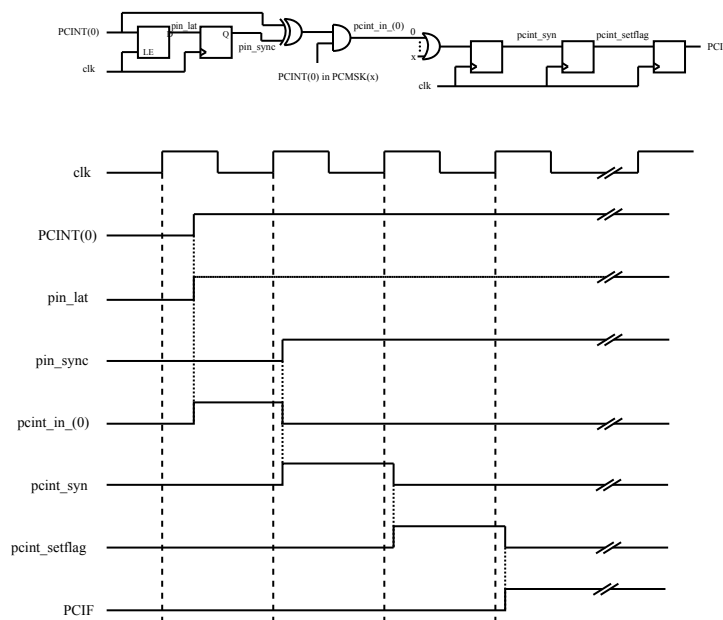 PCINT(0)
clk
LE
pin_lat
D
Q
pin_sync
PCINT(0) in PCMSK(x)
pcint_in_(0)
0
x
clk
pcint_syn
pcint_setflag
PCI
clk
PCINT(0)
pin_lat
pin_sync
pcint_in_(0)
pcint_syn
pcint_setflag
PCIF